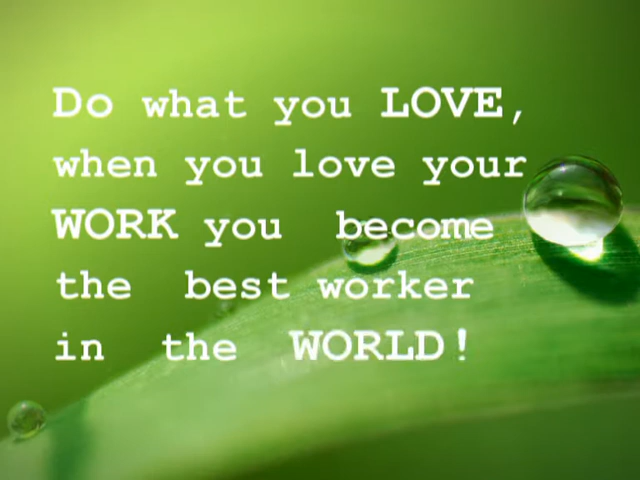 Do what you LOVE,
when you love your
WORK you become
the best worker
in the WORLD!